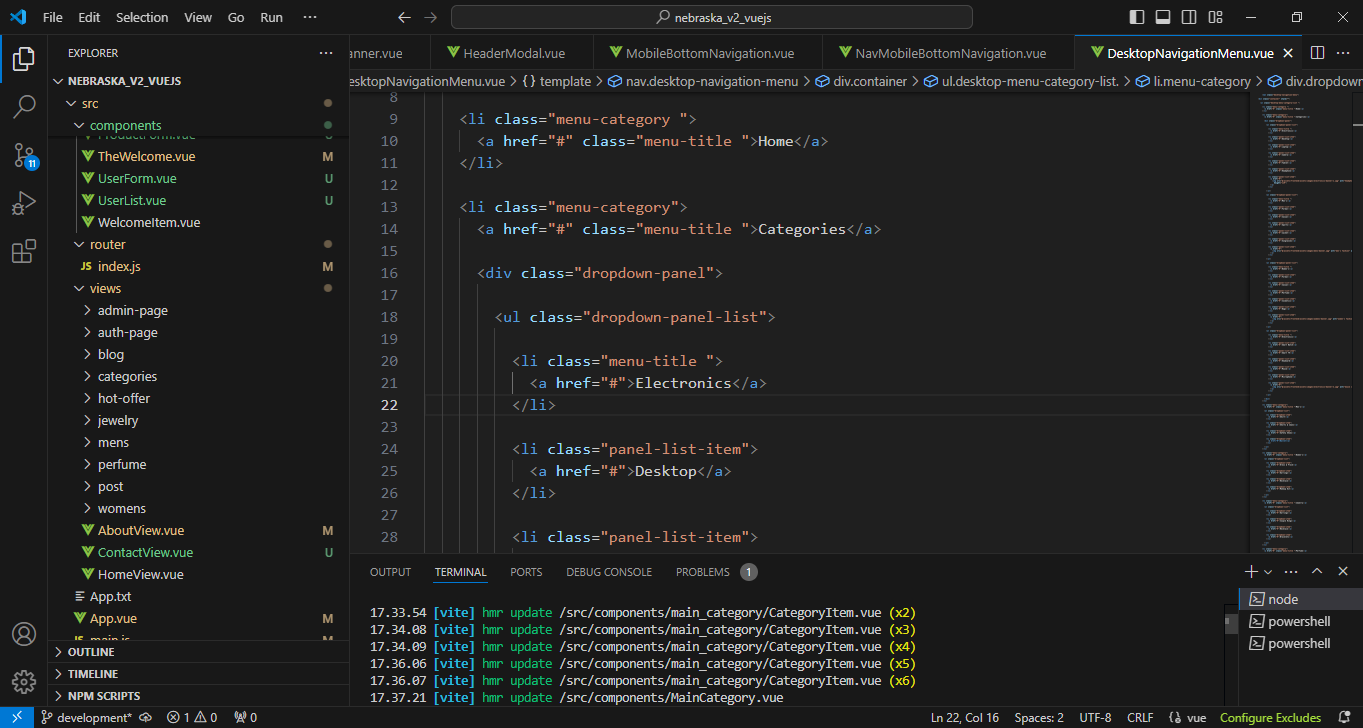 File Edit Selection View Go Run ··· nebraska_v2_vuejs
EXPLORER ···
NEBRASKA_V2_VUEJS
src
components
ProductForm.vue U
TheWelcome.vue M
UserForm.vue U
UserList.vue U
WelcomeItem.vue
router
JS index.js M
views
admin-page
auth-page
blog
categories
hot-offer
jewelry
mens
perfume
post
womens
AboutView.vue M
ContactView.vue U
HomeView.vue
App.txt
App.vue M
JS main.js M
OUTLINE
TIMELINE
NPM SCRIPTS
anner.vue HeaderModal.vue MobileBottomNavigation.vue NavMobileBottomNavigation.vue DesktopNavigationMenu.vue
esktopNavigationMenu.vue > {} template > nav.desktop-navigation-menu > div.container > ul.desktop-menu-category-list. > li.menu-category > div.dropdown
8
9 <li class="menu-category ">
10 <a href="#" class="menu-title ">Home</a>
11 </li>
12
13 <li class="menu-category">
14 <a href="#" class="menu-title ">Categories</a>
15
16 <div class="dropdown-panel">
17
18 <ul class="dropdown-panel-list">
19
20 <li class="menu-title ">
21 <a href="#">Electronics</a>
22 </li>
23
24 <li class="panel-list-item">
25 <a href="#">Desktop</a>
26 </li>
27
28 <li class="panel-list-item">
OUTPUT TERMINAL PORTS DEBUG CONSOLE PROBLEMS 1
17.33.54 [vite] hmr update /src/components/main_category/CategoryItem.vue (x2)
17.34.08 [vite] hmr update /src/components/main_category/CategoryItem.vue (x3)
17.34.09 [vite] hmr update /src/components/main_category/CategoryItem.vue (x4)
17.36.06 [vite] hmr update /src/components/main_category/CategoryItem.vue (x5)
17.36.07 [vite] hmr update /src/components/main_category/CategoryItem.vue (x6)
17.37.21 [vite] hmr update /src/components/MainCategory.vue
node
powershell
powershell
11
development* 1 0 0 Ln 22, Col 16 Spaces: 2 UTF-8 CRLF {} vue Configure Excludes